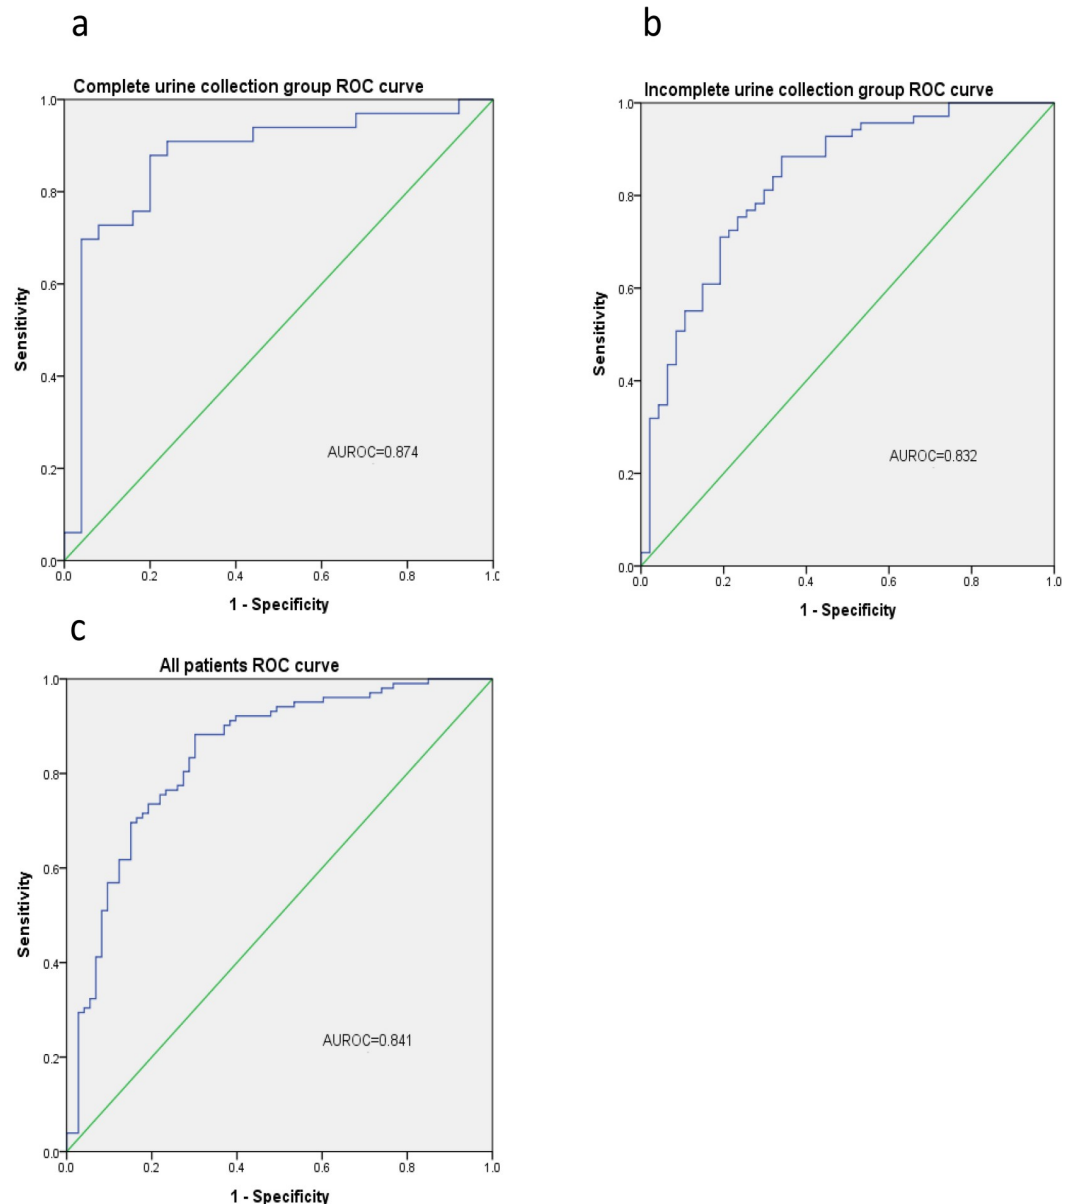 a
Complete urine collection group ROC curve
1.0
0.8
0.6
0.4
0.2
0.0
Sensitivity
AUROC=0.874
0.0 0.2 0.4 0.6 0.8 1.0
1 - Specificity
b
Incomplete urine collection group ROC curve
1.0
0.8
0.6
0.4
0.2
0.0
Sensitivity
AUROC=0.832
0.0 0.2 0.4 0.6 0.8 1.0
1 - Specificity
c
All patients ROC curve
1.0
0.8
0.6
0.4
0.2
0.0
Sensitivity
AUROC=0.841
0.0 0.2 0.4 0.6 0.8 1.0
1 - Specificity